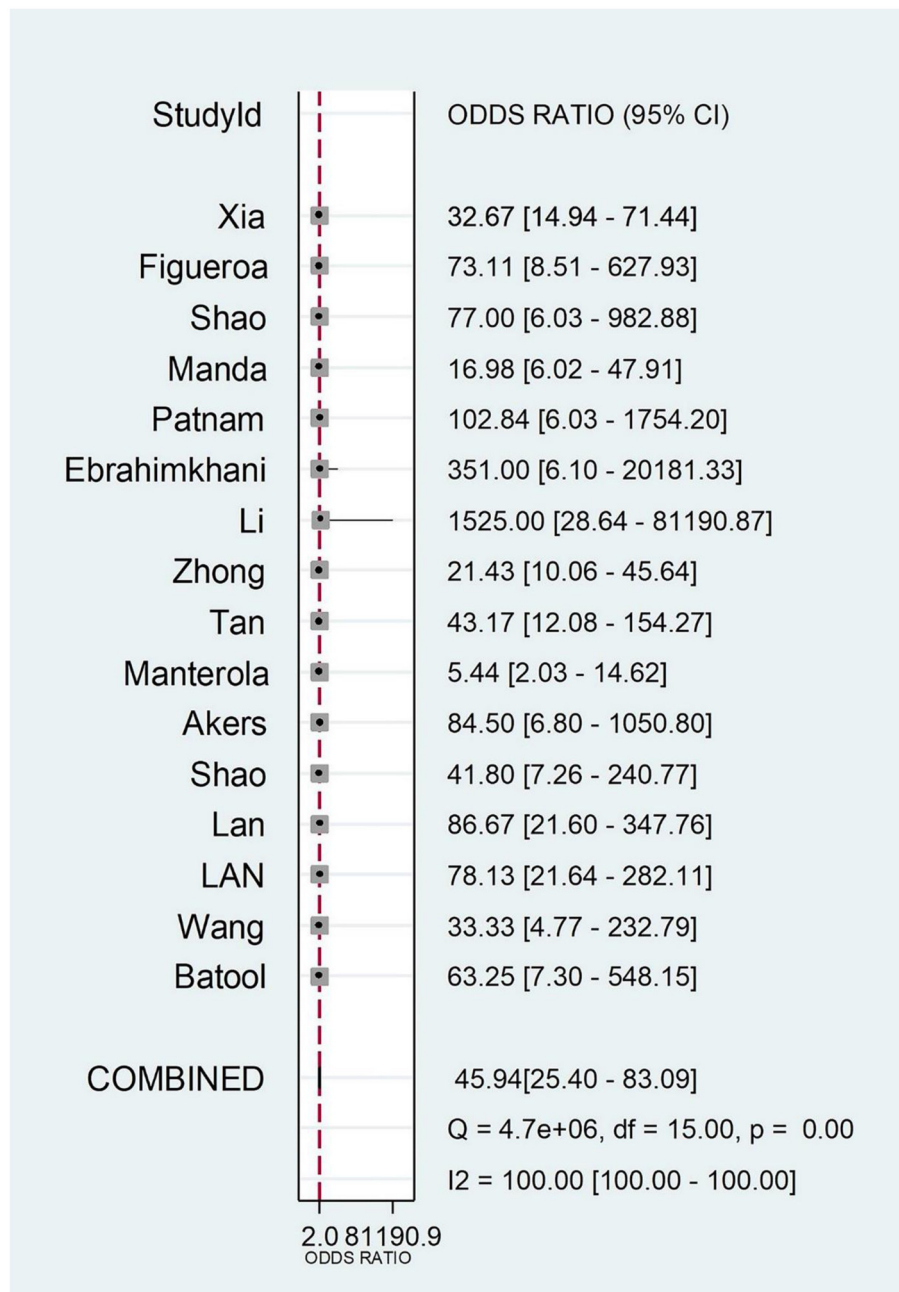 StudyId ODDS RATIO (95% CI)
Xia 32.67 [14.94 - 71.44]
Figueroa 73.11 [8.51 - 627.93]
Shao 77.00 [6.03 - 982.88]
Manda 16.98 [6.02 - 47.91]
Patnam 102.84 [6.03 - 1754.20]
Ebrahimkhani 351.00 [6.10 - 20181.33]
Li 1525.00 [28.64 - 81190.87]
Zhong 21.43 [10.06 - 45.64]
Tan 43.17 [12.08 - 154.27]
Manterola 5.44 [2.03 - 14.62]
Akers 84.50 [6.80 - 1050.80]
Shao 41.80 [7.26 - 240.77]
Lan 86.67 [21.60 - 347.76]
LAN 78.13 [21.64 - 282.11]
Wang 33.33 [4.77 - 232.79]
Batool 63.25 [7.30 - 548.15]
COMBINED 45.94[25.40 - 83.09]
Q = 4.7e+06, df = 15.00, p =  0.00
I2 = 100.00 [100.00 - 100.00]
2.0 81190.9
ODDS RATIO